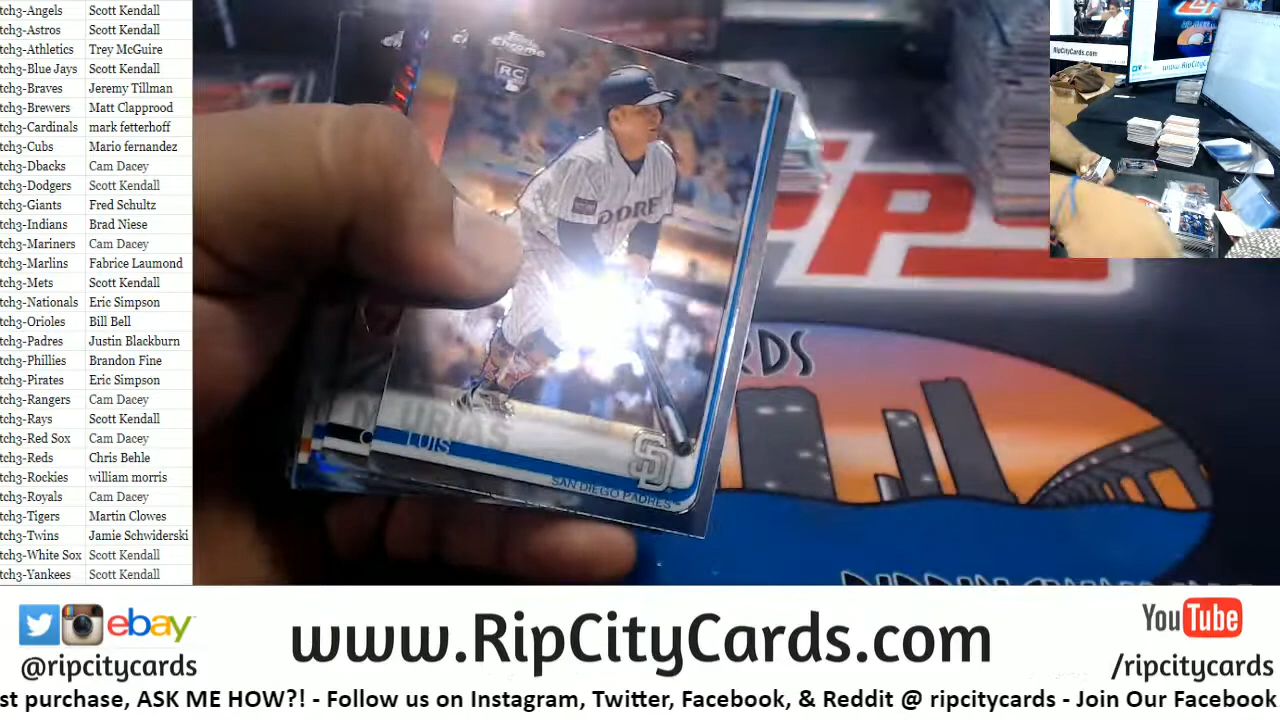 tch3-Angels Scott Kendall
tch3-Astros Scott Kendall
tch3-Athletics Trey McGuire
tch3-Blue Jays Scott Kendall
tch3-Braves Jeremy Tillman
tch3-Brewers Matt Clapprood
tch3-Cardinals mark fetterhoff
tch3-Cubs Mario fernandez
tch3-Dbacks Cam Dacey
tch3-Dodgers Scott Kendall
tch3-Giants Fred Schultz
tch3-Indians Brad Niese
tch3-Mariners Cam Dacey
tch3-Marlins Fabrice Laumond
tch3-Mets Scott Kendall
tch3-Nationals Eric Simpson
tch3-Orioles Bill Bell
tch3-Padres Justin Blackburn
tch3-Phillies Brandon Fine
tch3-Pirates Eric Simpson
tch3-Rangers Cam Dacey
tch3-Rays Scott Kendall
tch3-Red Sox Cam Dacey
tch3-Reds Chris Behle
tch3-Rockies william morris
tch3-Royals Cam Dacey
tch3-Tigers Martin Clowes
tch3-Twins Jamie Schwiderski
tch3-White Sox Scott Kendall
tch3-Yankees Scott Kendall
chrome
RC
LUIS
URIAS
SD
SAN DIEGO PADRES
RDS
RipCityCards.com
ebay
@ripcitycards
www.RipCityCards.com
YouTube
/ripcitycards
st purchase, ASK ME HOW?! - Follow us on Instagram, Twitter, Facebook, & Reddit @ ripcitycards - Join Our Facebook